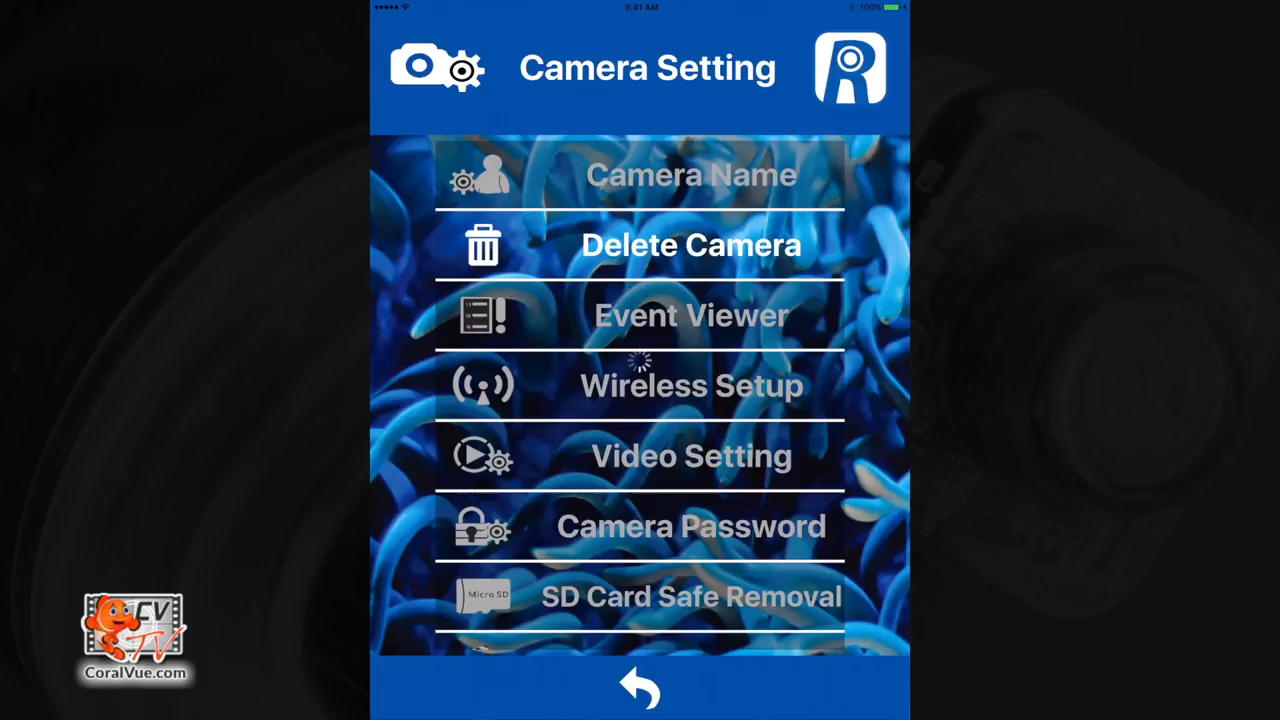 9:41 AM
100%
Camera Setting
R
Camera Name
Delete Camera
Event Viewer
Wireless Setup
Video Setting
Camera Password
Micro SD
SD Card Safe Removal
CV
TV
CoralVue.com